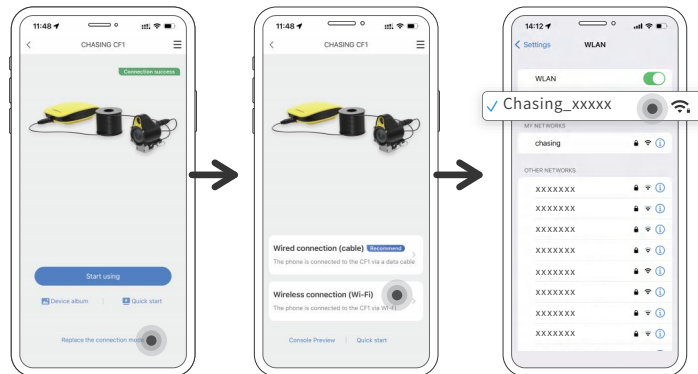 11:48
CHASING CF1
Connection success
Start using
Device album
Quick start
Replace the connection mode
11:48
CHASING CF1
Wired connection (cable) Recommend
The phone is connected to the CF1 via a data cable
Wireless connection (Wi-Fi)
The phone is connected to the CF1 via Wi-Fi
Console Preview
Quick start
14:12
Settings WLAN
WLAN
Chasing_xxxxx
MY NETWORKS
chasing
OTHER NETWORKS
xxxxxxx
xxxxxxx
xxxxxxx
xxxxxxx
xxxxxxx
xxxxxxx
xxxxxxx
xxxxxxx